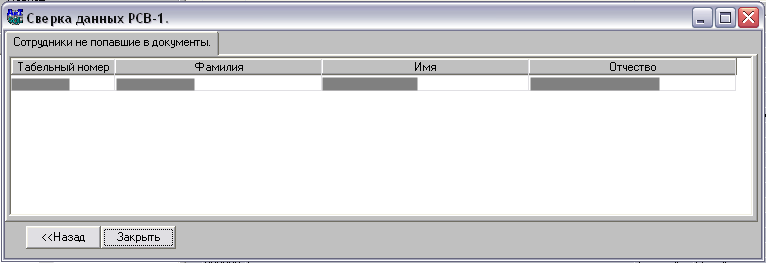 Сверка данных РСВ-1.
Сотрудники не попавшие в документы.
Табельный номер Фамилия Имя Отчество
<<Назад Закрыть